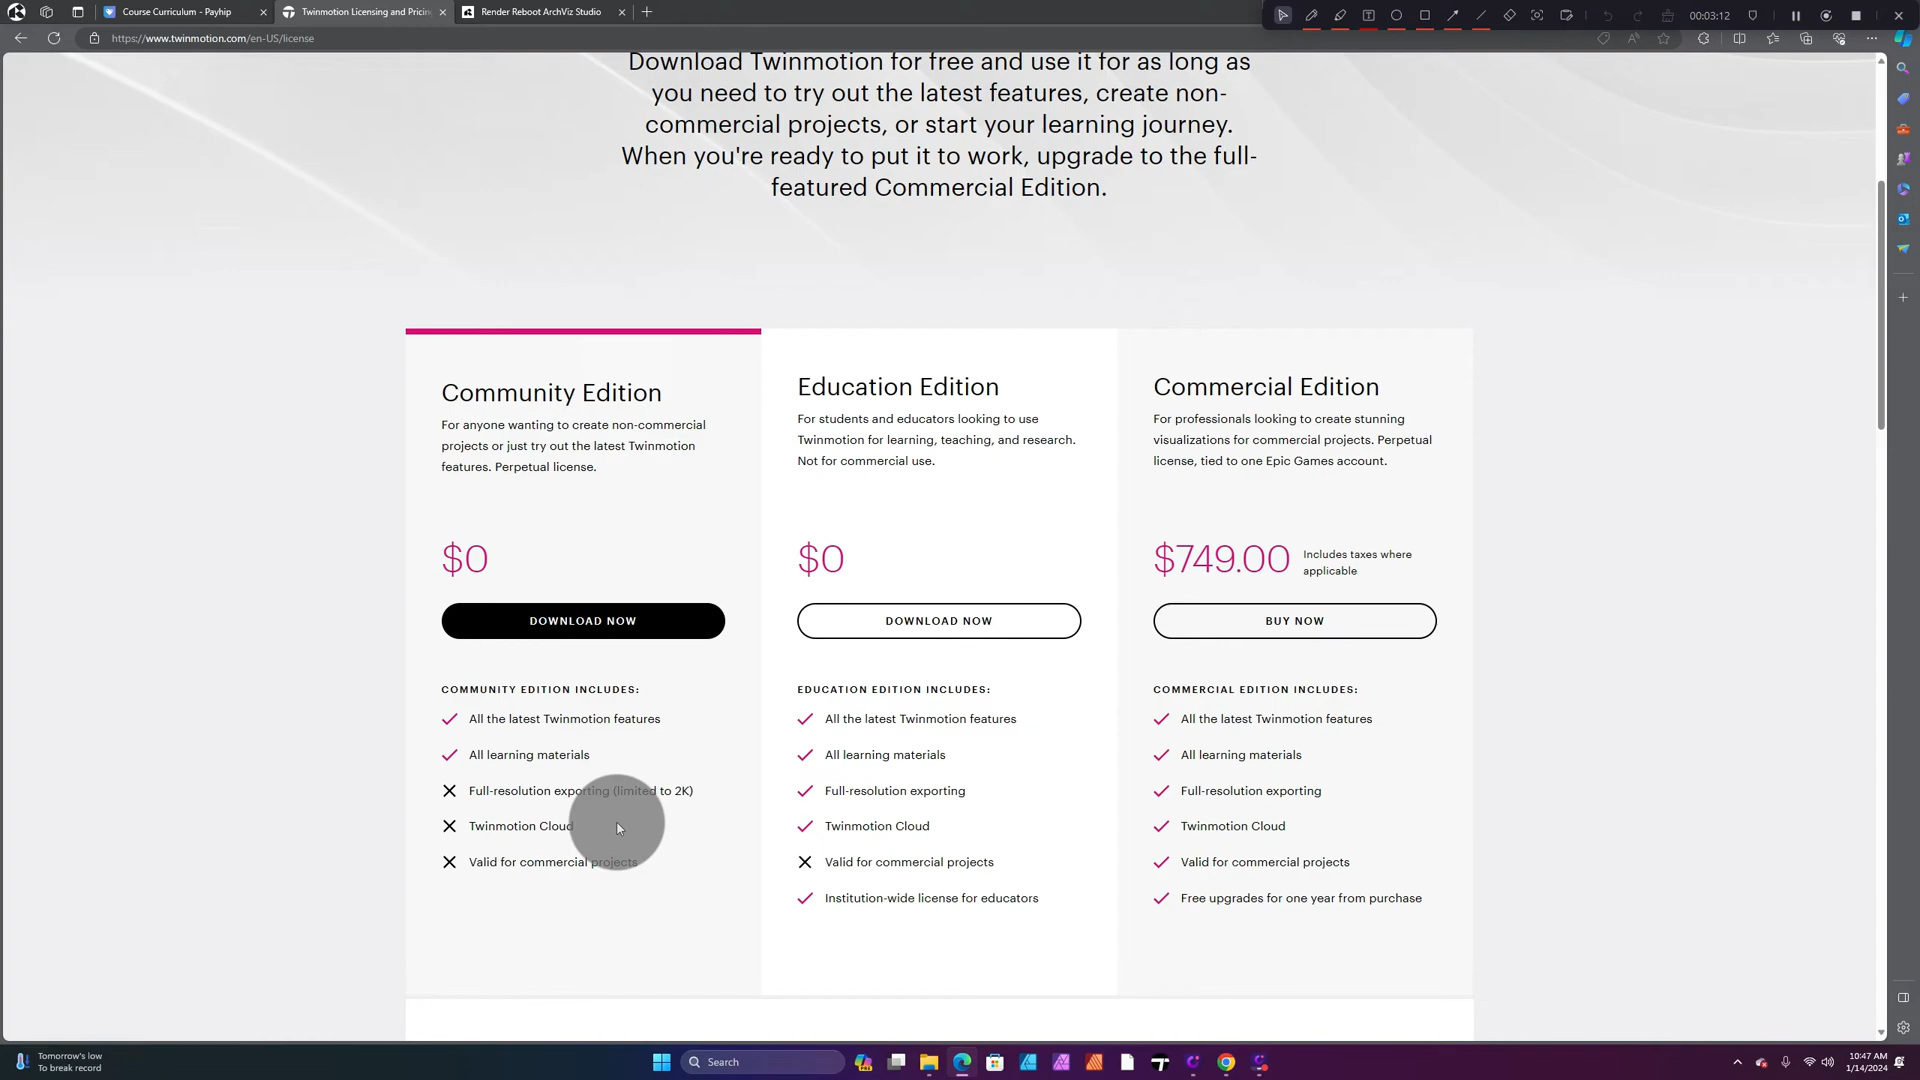 Course Curriculum - Payhip
Twinmotion Licensing and Pricin
Render Reboot ArchViz Studio
00:03:12
https://www.twinmotion.com/en-US/license
Download Twinmotion for free and use it for as long as
you need to try out the latest features, create non-
commercial projects, or start your learning journey.
When you're ready to put it to work, upgrade to the full-
featured Commercial Edition.
Community Edition
For anyone wanting to create non-commercial
projects or just try out the latest Twinmotion
features. Perpetual license.
$0
DOWNLOAD NOW
COMMUNITY EDITION INCLUDES:
All the latest Twinmotion features
All learning materials
Full-resolution exporting (limited to 2K)
Twinmotion Cloud
Valid for commercial projects
Education Edition
For students and educators looking to use
Twinmotion for learning, teaching, and research.
Not for commercial use.
$0
DOWNLOAD NOW
EDUCATION EDITION INCLUDES:
All the latest Twinmotion features
All learning materials
Full-resolution exporting
Twinmotion Cloud
Valid for commercial projects
Institution-wide license for educators
Commercial Edition
For professionals looking to create stunning
visualizations for commercial projects. Perpetual
license, tied to one Epic Games account.
$749.00
Includes taxes where
applicable
BUY NOW
COMMERCIAL EDITION INCLUDES:
All the latest Twinmotion features
All learning materials
Full-resolution exporting
Twinmotion Cloud
Valid for commercial projects
Free upgrades for one year from purchase
Tomorrow's low
To break record
Search
10:47 AM
1/14/2024